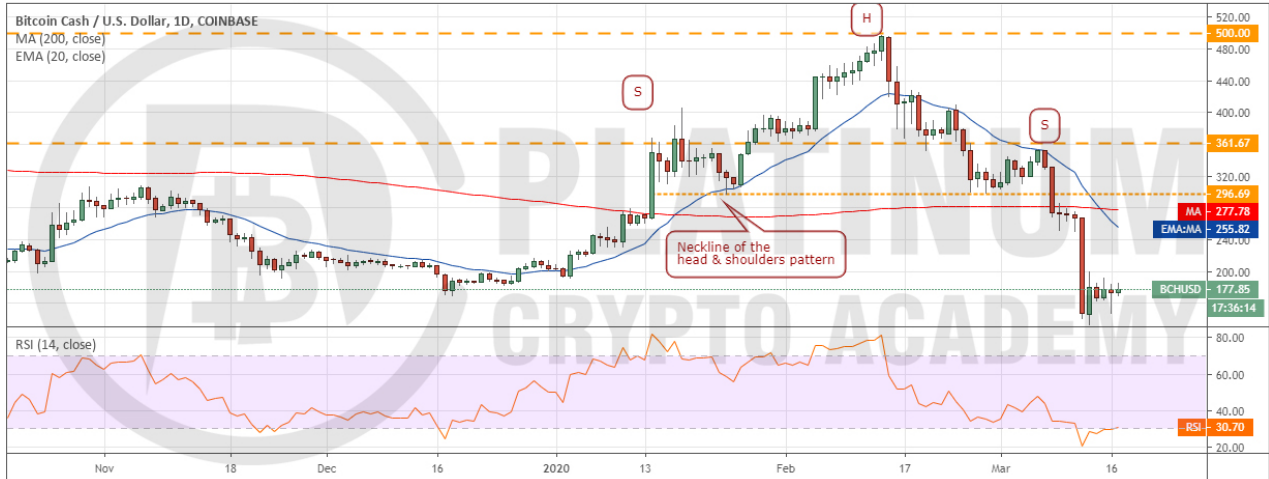 Bitcoin Cash / U.S. Dollar, 1D, COINBASE
MA (200, close)
EMA (20, close)
H
S
S
Neckline of the
head & shoulders pattern
PLATINUM
CRYPTO ACADEMY
520.00
500.00
480.00
440.00
400.00
361.67
320.00
296.69
MA 277.78
EMA:MA 255.82
240.00
200.00
BCHUSD 177.85
17:36:14
RSI (14, close)
80.00
60.00
40.00
RSI 30.70
20.00
Nov 18 Dec 16 2020 13 Feb 17 Mar 16